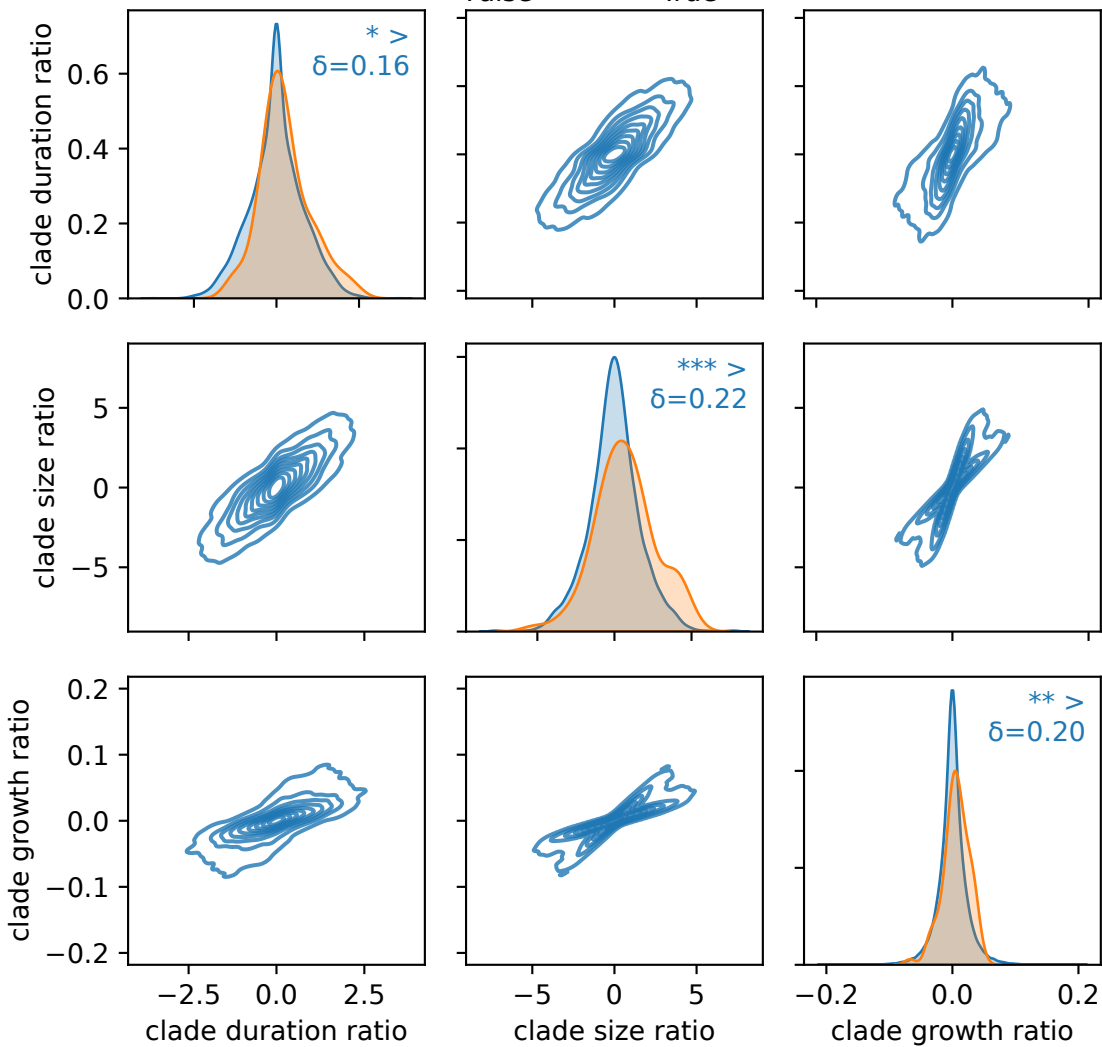 * >
δ=0.16
clade duration ratio
0.6
0.4
0.2
0.0
*** >
δ=0.22
clade size ratio
5
0
−5
** >
δ=0.20
clade growth ratio
0.2
0.1
0.0
−0.1
−0.2
−2.5 0.0 2.5 −5 0 5 −0.2 0.0 0.2
clade duration ratio clade size ratio clade growth ratio